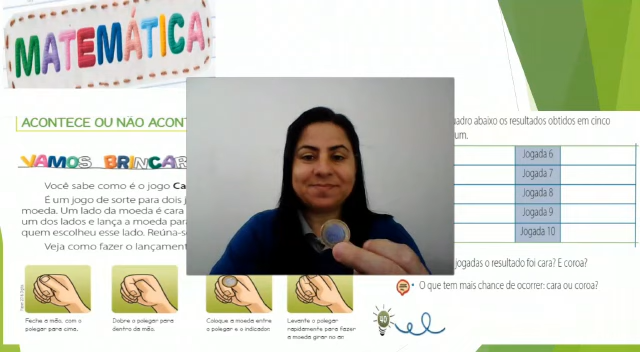 MATEMÁTICA
ACONTECE OU NÃO ACONT
VAMOS BRINCAR
Você sabe como é o jogo Ca
É um jogo de sorte para dois j
moeda. Um lado da moeda é cara
um dos lados e lança a moeda para
quem escolheu esse lado. Reúna-s
Veja como fazer o lançament
Feche a mão, com o
polegar para cima.
Dobre o polegar para
dentro da mão.
Coloque a moeda entre
o polegar e o indicador.
Levante o polegar
rapidamente para fazer
a moeda girar no ar.
uadro abaixo os resultados obtidos em cinco
um.
Jogada 6
Jogada 7
Jogada 8
Jogada 9
Jogada 10
jogadas o resultado foi cara? E coroa?
• O que tem mais chance de ocorrer: cara ou coroa?
40